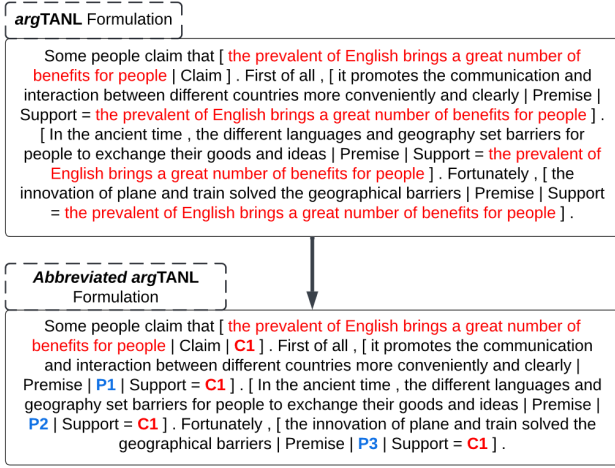 argTANL Formulation
Some people claim that [ the prevalent of English brings a great number of
benefits for people | Claim ] . First of all , [ it promotes the communication and
interaction between different countries more conveniently and clearly | Premise |
Support = the prevalent of English brings a great number of benefits for people ] .
[ In the ancient time , the different languages and geography set barriers for
people to exchange their goods and ideas | Premise | Support = the prevalent of
English brings a great number of benefits for people ] . Fortunately , [ the
innovation of plane and train solved the geographical barriers | Premise | Support
= the prevalent of English brings a great number of benefits for people ] .
Abbreviated argTANL
Formulation
Some people claim that [ the prevalent of English brings a great number of
benefits for people | Claim | C1 ] . First of all , [ it promotes the communication
and interaction between different countries more conveniently and clearly |
Premise | P1 | Support = C1 ] . [ In the ancient time , the different languages and
geography set barriers for people to exchange their goods and ideas | Premise |
P2 | Support = C1 ] . Fortunately , [ the innovation of plane and train solved the
geographical barriers | Premise | P3 | Support = C1 ] .